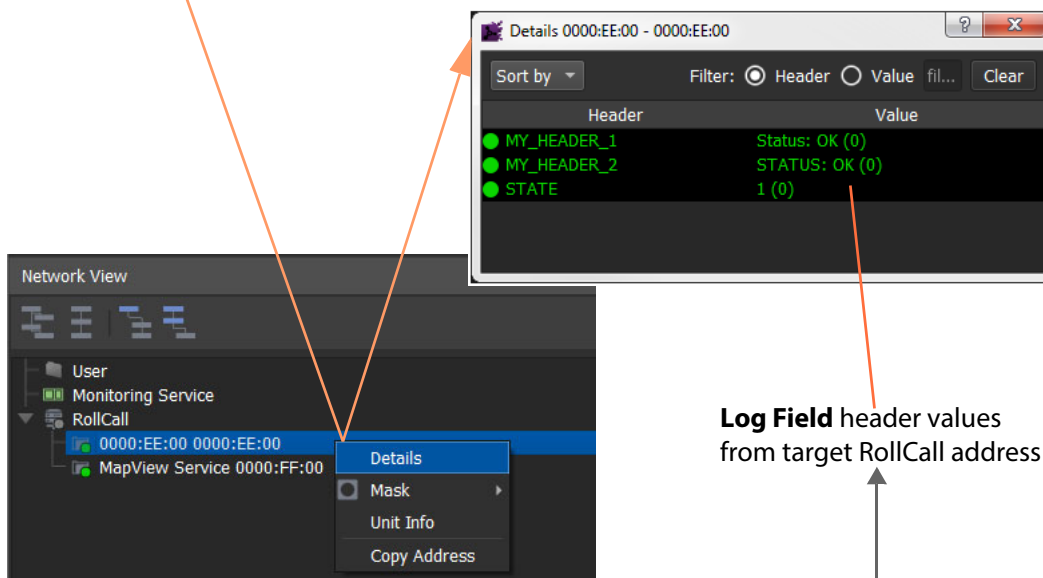 Details 0000:EE:00 - 0000:EE:00
Sort by
Filter: Header Value fil... Clear
Header Value
MY_HEADER_1 Status: OK (0)
MY_HEADER_2 STATUS: OK (0)
STATE 1 (0)
Network View
User
Monitoring Service
RollCall
0000:EE:00 0000:EE:00
MapView Service 0000:FF:00
Details
Mask
Unit Info
Copy Address
Log Field header values
from target RollCall address